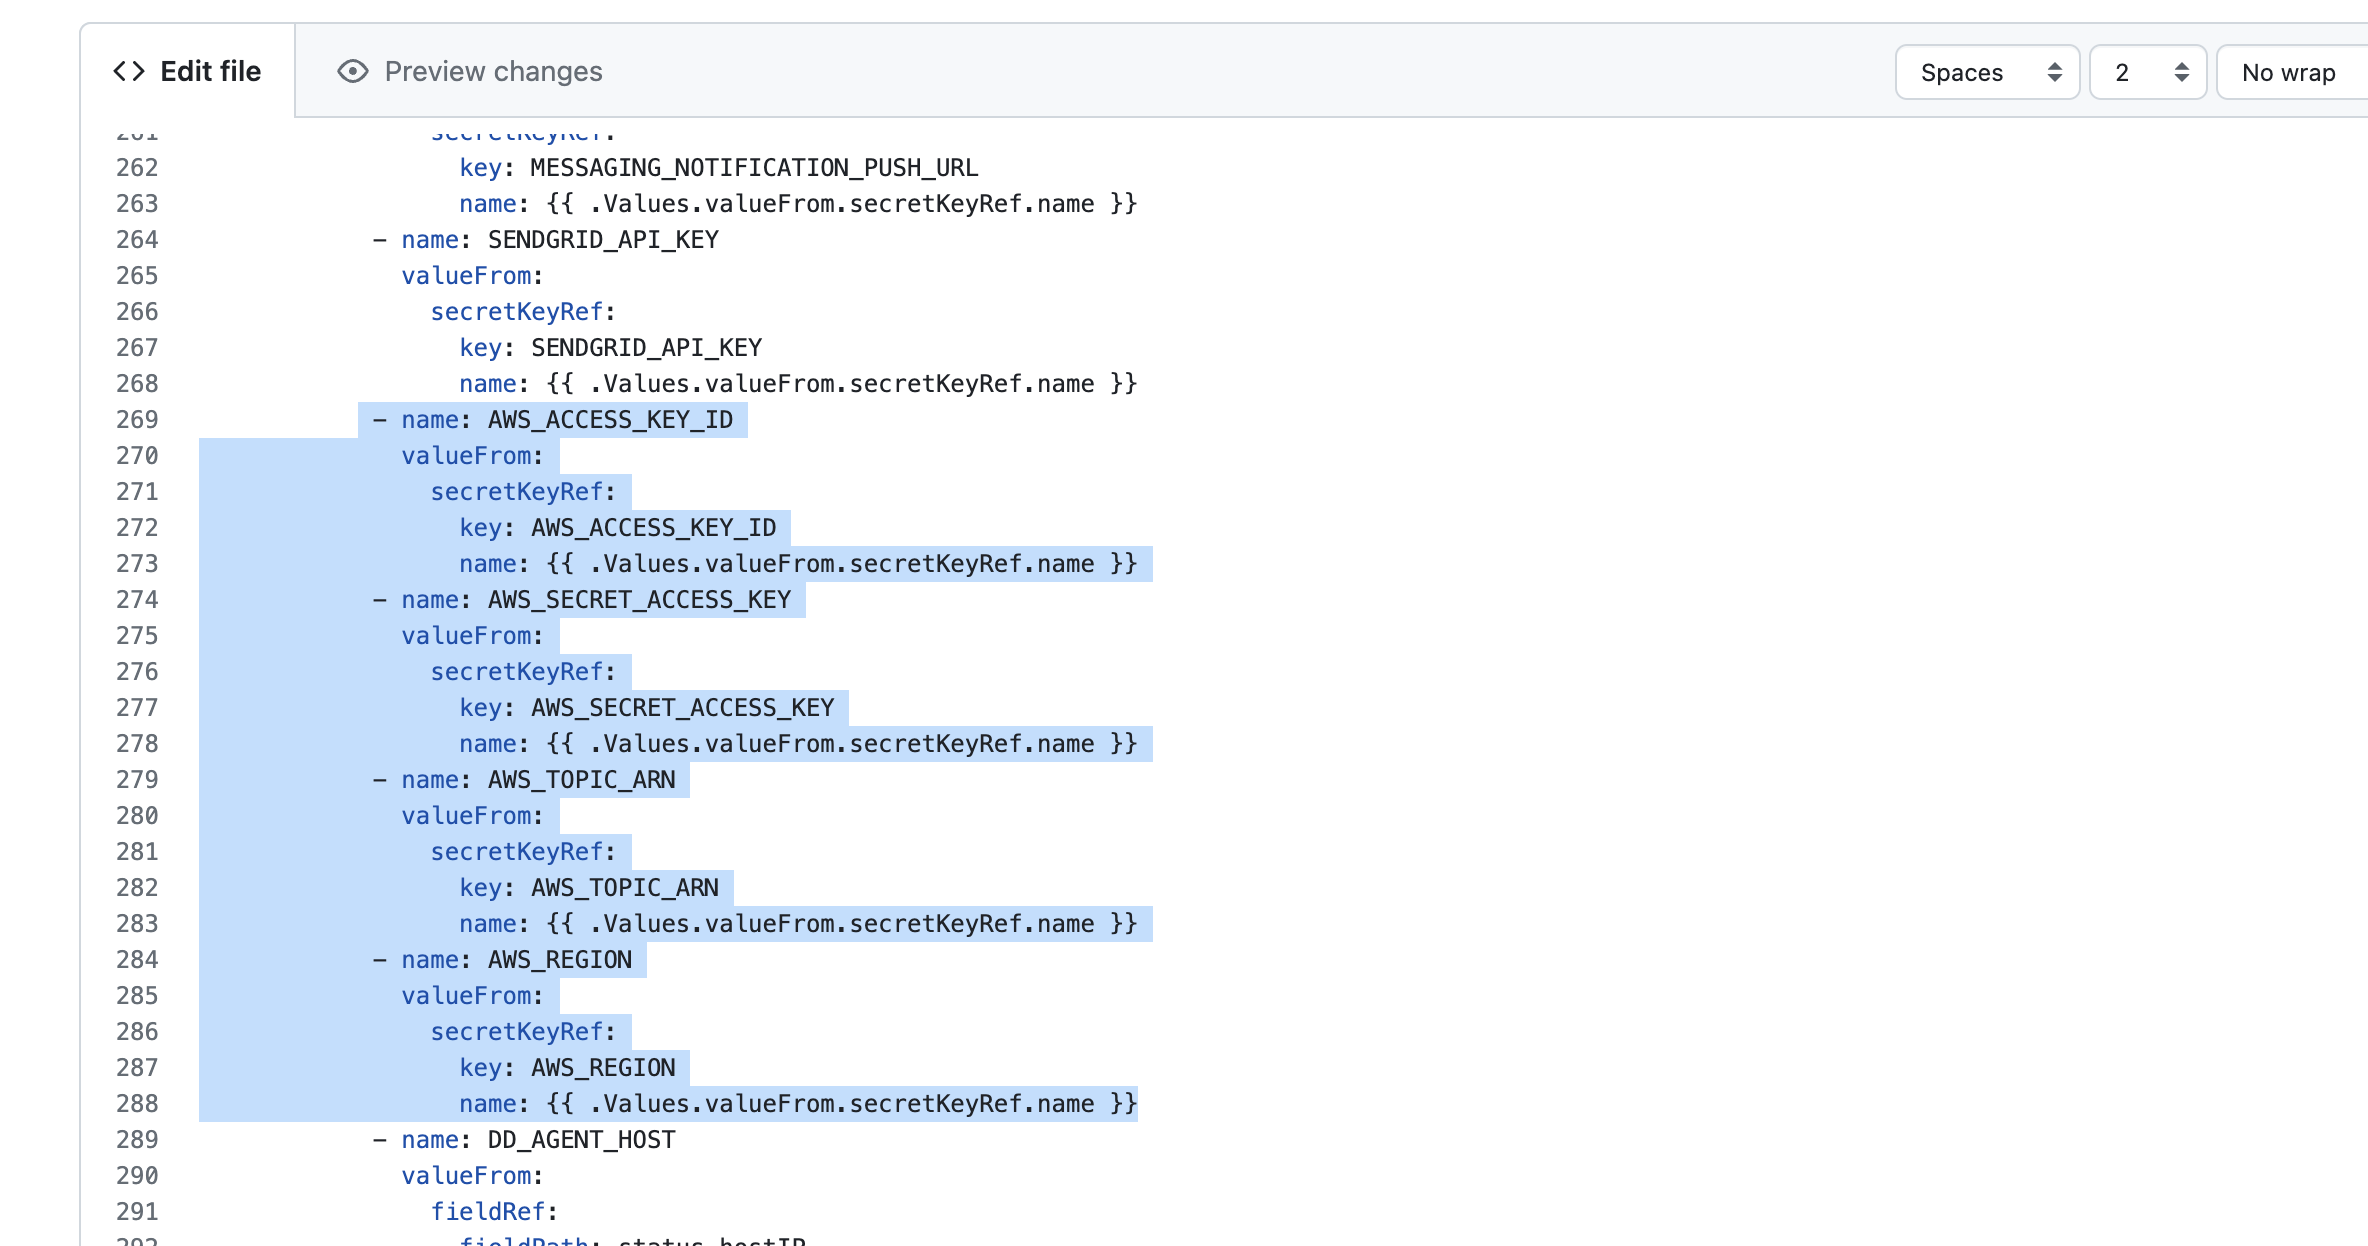 Edit file
Preview changes
Spaces
2
No wrap
261 secretKeyRef:
262 key: MESSAGING_NOTIFICATION_PUSH_URL
263 name: {{ .Values.valueFrom.secretKeyRef.name }}
264 - name: SENDGRID_API_KEY
265 valueFrom:
266 secretKeyRef:
267 key: SENDGRID_API_KEY
268 name: {{ .Values.valueFrom.secretKeyRef.name }}
269 - name: AWS_ACCESS_KEY_ID
270 valueFrom:
271 secretKeyRef:
272 key: AWS_ACCESS_KEY_ID
273 name: {{ .Values.valueFrom.secretKeyRef.name }}
274 - name: AWS_SECRET_ACCESS_KEY
275 valueFrom:
276 secretKeyRef:
277 key: AWS_SECRET_ACCESS_KEY
278 name: {{ .Values.valueFrom.secretKeyRef.name }}
279 - name: AWS_TOPIC_ARN
280 valueFrom:
281 secretKeyRef:
282 key: AWS_TOPIC_ARN
283 name: {{ .Values.valueFrom.secretKeyRef.name }}
284 - name: AWS_REGION
285 valueFrom:
286 secretKeyRef:
287 key: AWS_REGION
288 name: {{ .Values.valueFrom.secretKeyRef.name }}
289 - name: DD_AGENT_HOST
290 valueFrom:
291 fieldRef:
292 fieldPath: status.hostIP